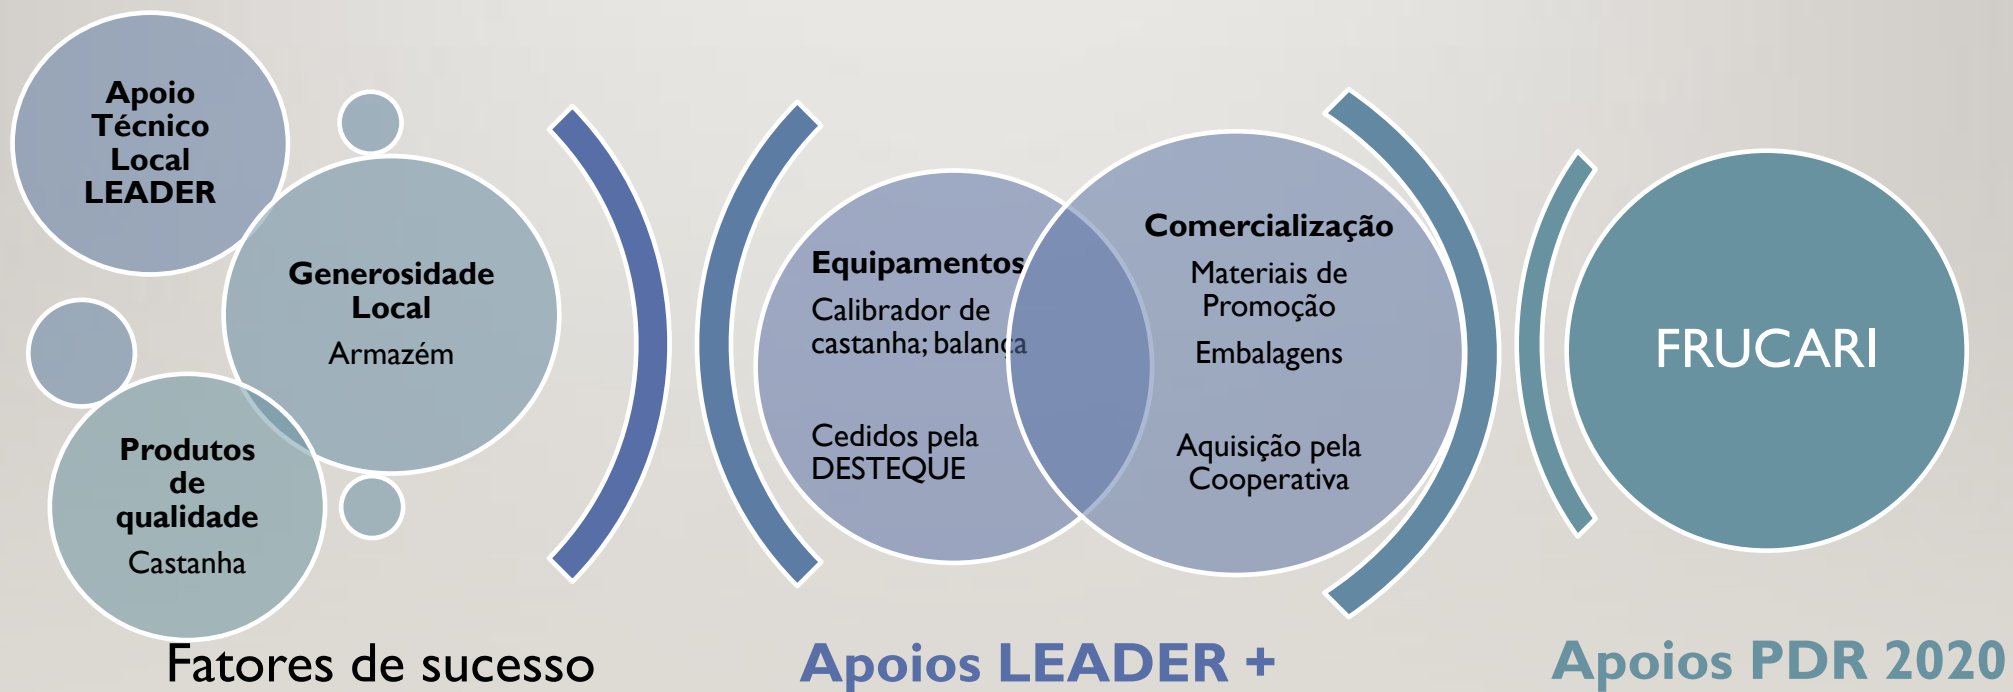 Apoio
Técnico
Local
LEADER
Generosidade
Local
Armazém
Produtos
de
qualidade
Castanha
Fatores de sucesso
Equipamentos
Calibrador de
castanha; balança
Cedidos pela
DESTEQUE
Comercialização
Materiais de
Promoção
Embalagens
Aquisição pela
Cooperativa
Apoios LEADER +
FRUCARI
Apoios PDR 2020